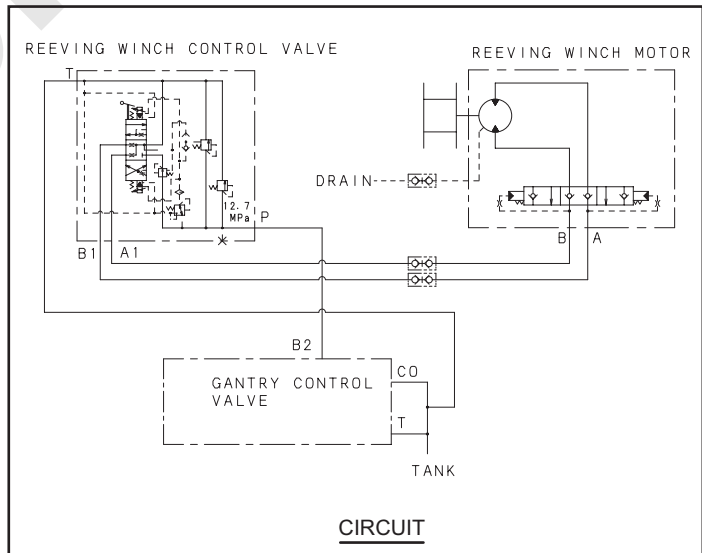 REEVING WINCH CONTROL VALVE
REEVING WINCH MOTOR
T
DRAIN
12.7
MPa
P
B
A
B1
A1
B2
GANTRY CONTROL
VALVE
CO
T
TANK
CIRCUIT